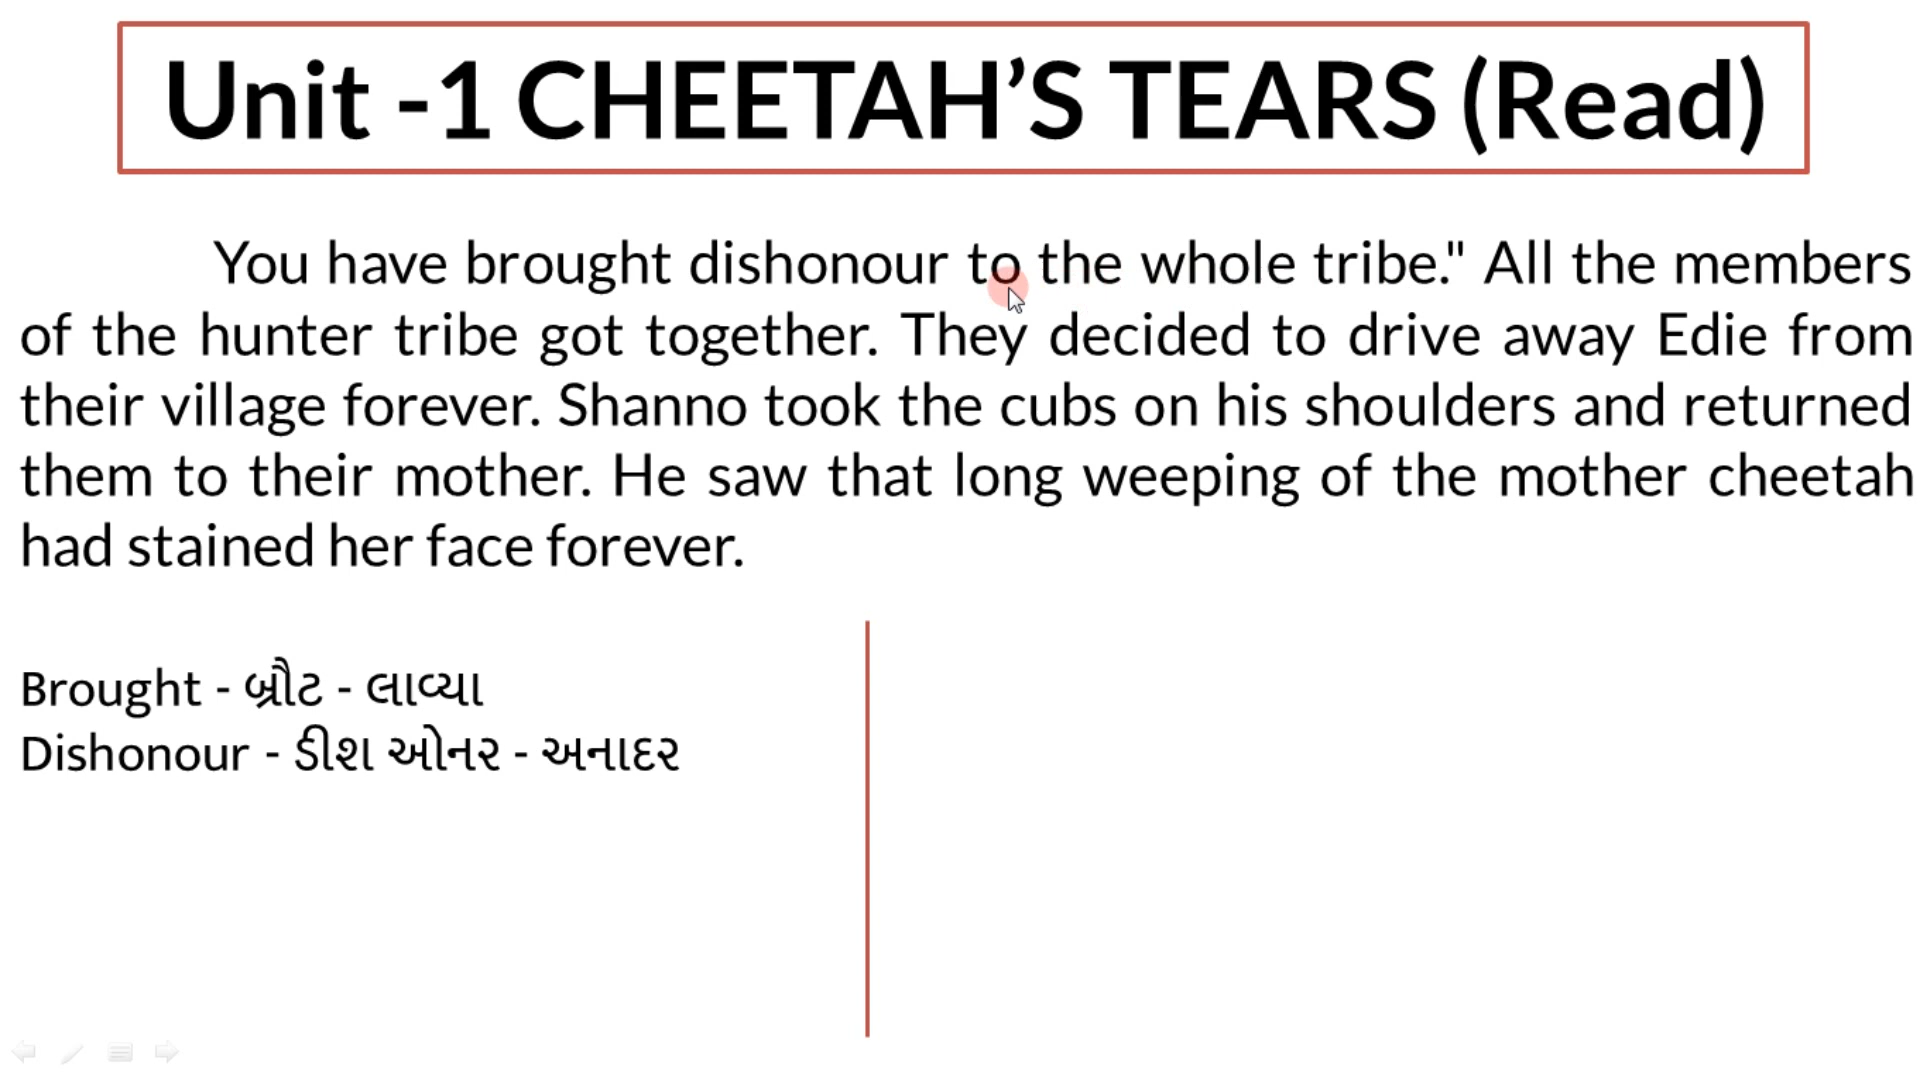 Unit -1 CHEETAH’S TEARS (Read)
You have brought dishonour to the whole tribe." All the members
of the hunter tribe got together. They decided to drive away Edie from
their village forever. Shanno took the cubs on his shoulders and returned
them to their mother. He saw that long weeping of the mother cheetah
had stained her face forever.
Brought - બ્રૌટ - લાવ્યા
Dishonour - ડીશ ઓનર - અનાદર